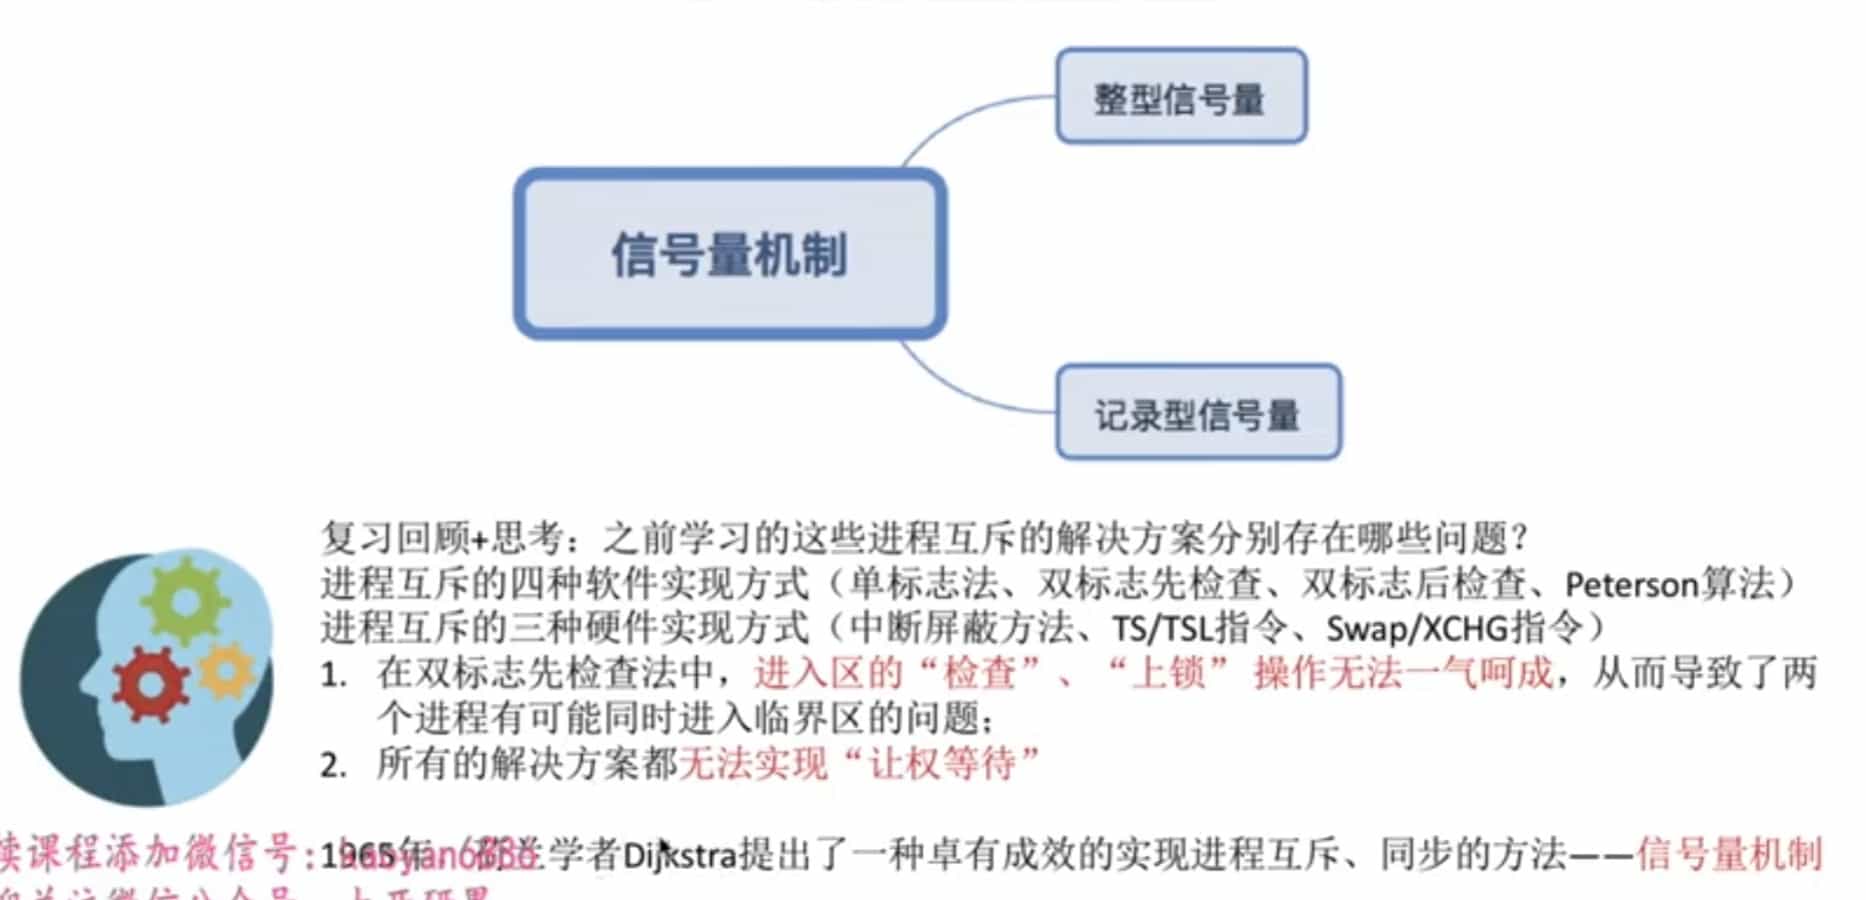 整型信号量
信号量机制
记录型信号量
复习回顾+思考：之前学习的这些进程互斥的解决方案分别存在哪些问题？
进程互斥的四种软件实现方式（单标志法、双标志先检查、双标志后检查、Peterson算法）
进程互斥的三种硬件实现方式（中断屏蔽方法、TS/TSL指令、Swap/XCHG指令）
1. 在双标志先检查法中，进入区的“检查”、“上锁” 操作无法一气呵成，从而导致了两
个进程有可能同时进入临界区的问题；
2. 所有的解决方案都无法实现“让权等待”
1965年，荷兰学者Dijkstra提出了一种卓有成效的实现进程互斥、同步的方法——信号量机制
续课程添加微信号：